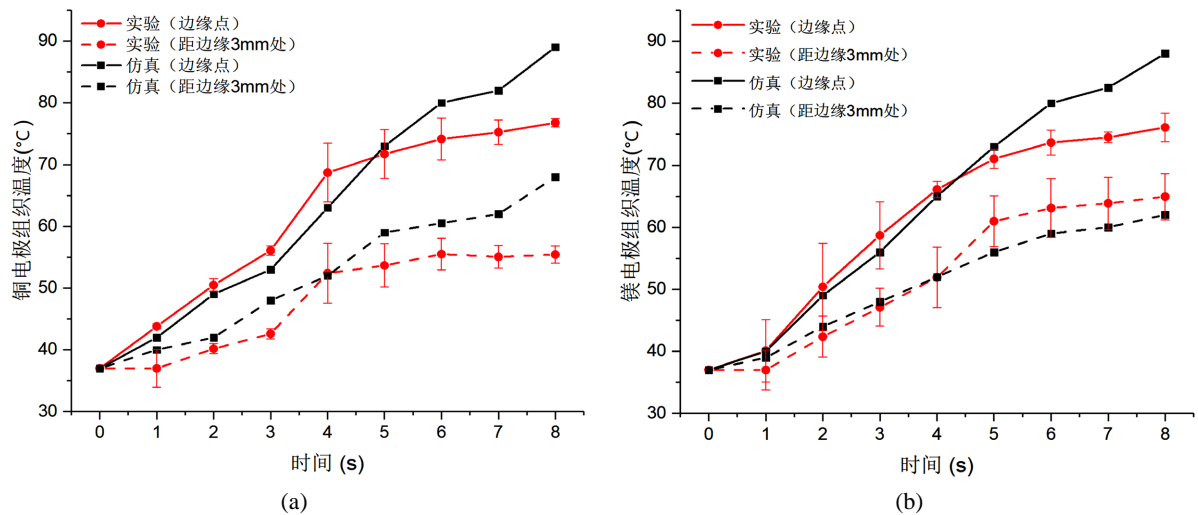 实验（边缘点）
实验（距边缘3mm处）
仿真（边缘点）
仿真（距边缘3mm处）
90
80
70
60
50
40
30
铜电极组织温度(℃)
0 1 2 3 4 5 6 7 8
时间 (s)
(a)
实验（边缘点）
实验（距边缘3mm处）
仿真（边缘点）
仿真（距边缘3mm处）
90
80
70
60
50
40
30
镁电极组织温度(℃)
0 1 2 3 4 5 6 7 8
时间 (s)
(b)